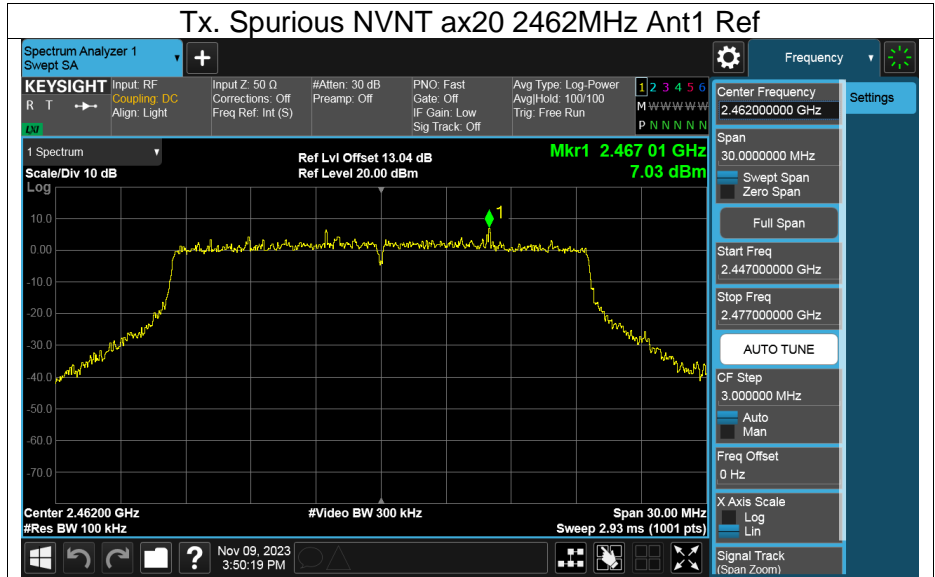 Tx. Spurious NVNT ax20 2462MHz Ant1 Ref
Spectrum Analyzer 1
Swept SA
+
Frequency
KEYSIGHT
R T
LXI
Input: RF
Coupling: DC
Align: Light
Input Z: 50 Ω
Corrections: Off
Freq Ref: Int (S)
#Atten: 30 dB
Preamp: Off
PNO: Fast
Gate: Off
IF Gain: Low
Sig Track: Off
Avg Type: Log-Power
Avg|Hold: 100/100
Trig: Free Run
1 2 3 4 5 6
M W W W W W
P N N N N N
1 Spectrum
Scale/Div 10 dB
Log
Ref Lvl Offset 13.04 dB
Ref Level 20.00 dBm
Mkr1 2.467 01 GHz
7.03 dBm
1
10.0
0.00
-10.0
-20.0
-30.0
-40.0
-50.0
-60.0
-70.0
Center 2.46200 GHz
#Res BW 100 kHz
#Video BW 300 kHz
Span 30.00 MHz
Sweep 2.93 ms (1001 pts)
?
Nov 09, 2023
3:50:19 PM
Center Frequency
2.462000000 GHz
Settings
Span
30.0000000 MHz
Swept Span
Zero Span
Full Span
Start Freq
2.447000000 GHz
Stop Freq
2.477000000 GHz
AUTO TUNE
CF Step
3.000000 MHz
Auto
Man
Freq Offset
0 Hz
X Axis Scale
Log
Lin
Signal Track
(Span Zoom)